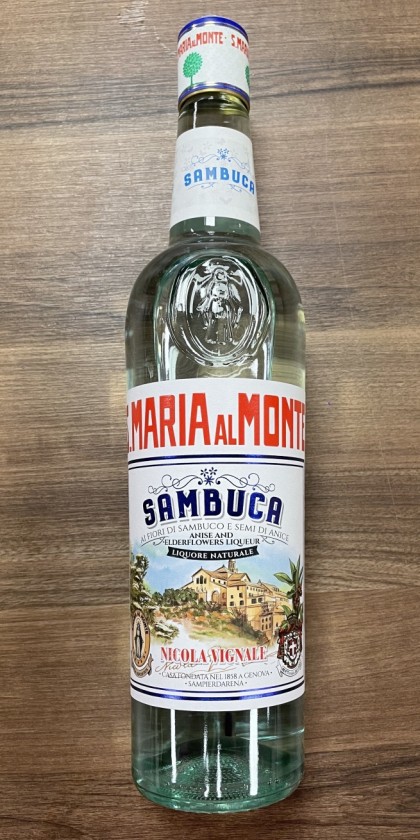 MARIA AL MONTE · S. MAR
SAMBUCA
S. MARIA AL MONTE
SAMBUCA
AI FIORI DI SAMBUCO E SEMI DI ANICE
ANISE AND
ELDERFLOWERS LIQUEUR
LIQUORE NATURALE
NICOLA VIGNALE
· CASA FONDATA NEL 1858 A GENOVA ·
· SAMPIERDARENA ·